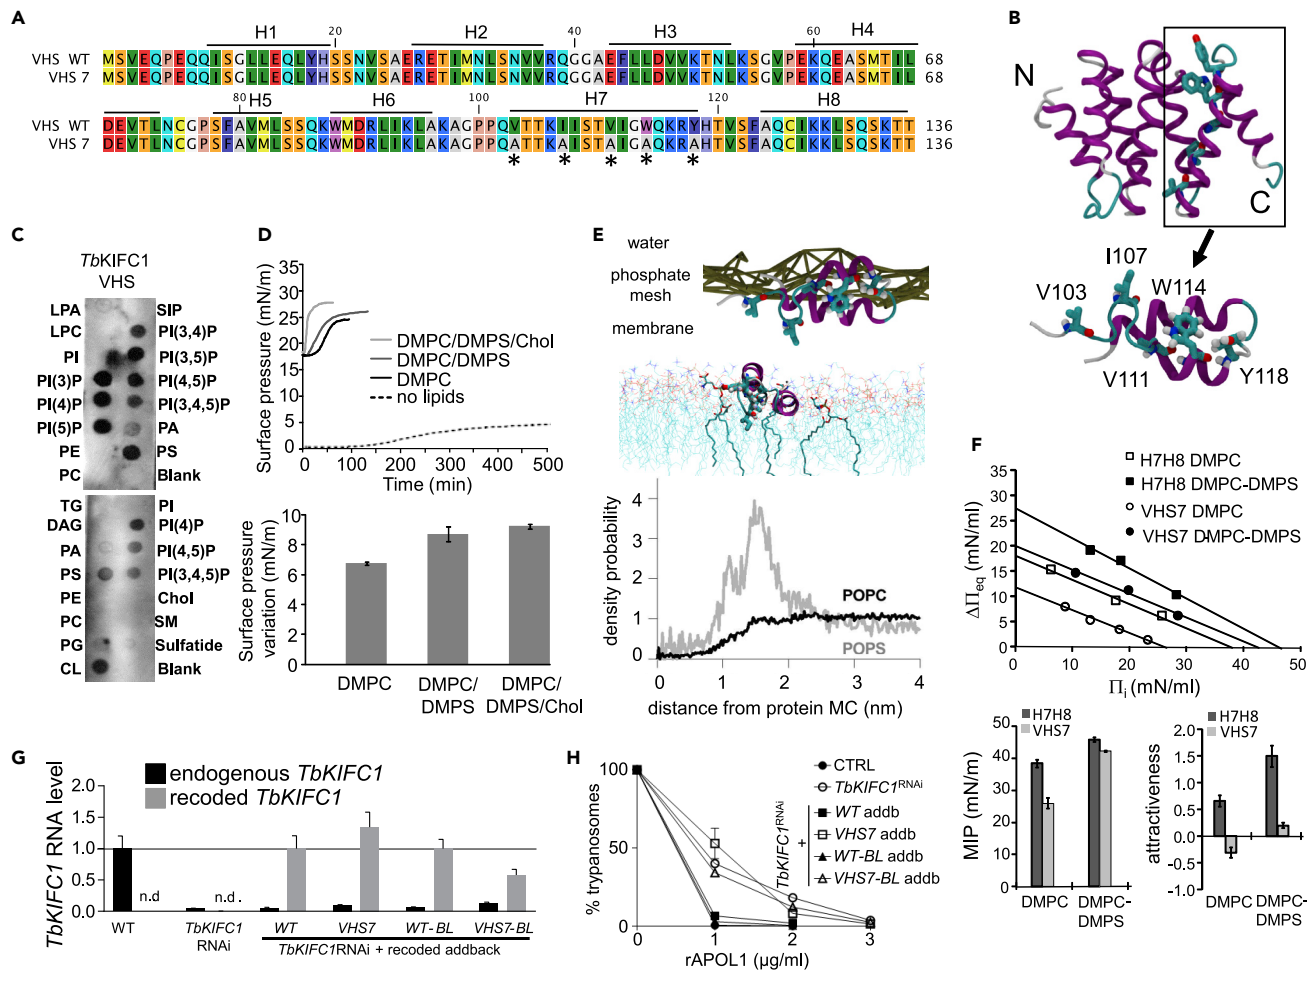 A
H1 20 H2 40 H3 60 H4
VHS WT MSVEQPEQQISGLLEQLYHSSNVSAERETIMNLSNVVRQGGAEFLLDVVKTNLKSGVPEKQEASMTIL 68
VHS 7 MSVEQPEQQISGLLEQLYHSSNVSAERETIMNLSNVVRQGGAEFLLDVVKTNLKSGVPEKQEASMTIL 68
80 H5 H6 100 H7 120 H8
VHS WT DEVTLNCGPSFAVMLSSQKWMDRLIKLAKAGPPQVTTKIISTVIGWQKRYHTVSFAQCIKKLSQSKTT 136
VHS 7 DEVTLNCGPSFAVMLSSQKWMDRLIKLAKAGPPQATTKAISTAIGAQKRAHTVSFAQCIKKLSQSKTT 136
* * * * *
B
N
C
I107
V103
W114
V111
Y118
C
TbKIFC1
VHS
LPA SIP
LPC PI(3,4)P
PI PI(3,5)P
PI(3)P PI(4,5)P
PI(4)P PI(3,4,5)P
PI(5)P PA
PE PS
PC Blank
TG PI
DAG PI(4)P
PA PI(4,5)P
PS PI(3,4,5)P
PE Chol
PC SM
PG Sulfatide
CL Blank
D
Surface pressure (mN/m)
35
30
25
20
15
10
5
0
DMPC/DMPS/Chol
DMPC/DMPS
DMPC
no lipids
0 100 200 300 400 500
Time (min)
Surface pressure
variation (mN/m)
10
8
6
4
2
0
DMPC
DMPC/
DMPS
DMPC/
DMPS/Chol
E
water
phosphate
mesh
membrane
density probability
4
3
2
1
0
POPC
POPS
0 1 2 3 4
distance from protein MC (nm)
F
H7H8 DMPC
H7H8 DMPC-DMPS
VHS7 DMPC
VHS7 DMPC-DMPS
ΔΠeq (mN/ml)
35
30
25
20
15
10
5
0
0 10 20 30 40 50
Πi (mN/ml)
MIP (mN/m)
50
40
30
20
10
0
H7H8
VHS7
DMPC
DMPC-
DMPS
attractiveness
2.0
1.5
1.0
0.5
0.0
-0.5
-1.0
H7H8
VHS7
DMPC
DMPC-
DMPS
G
TbKIFC1 RNA level
endogenous TbKIFC1
recoded TbKIFC1
2.0
1.5
1.0
0.5
0.0
n.d
n.d.
WT
TbKIFC1
RNAi
WT VHS7 WT-BL VHS7-BL
TbKIFC1RNAi + recoded addback
H
% trypanosomes
100
50
0
CTRL
TbKIFC1RNAi
TbKIFC1RNAi
+
WT addb
VHS7 addb
WT-BL addb
VHS7-BL addb
0 1 2 3
rAPOL1 (µg/ml)